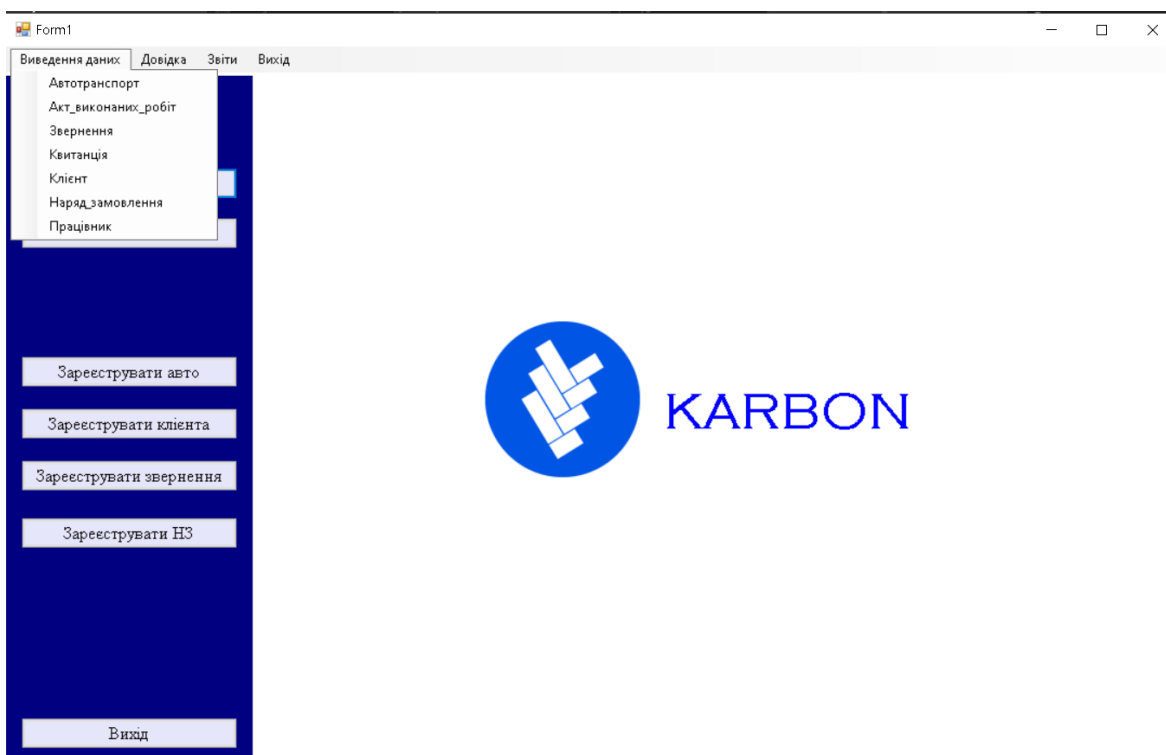 Form1
Виведення даних Довідка Звіти Вихід
Автотранспорт
Акт_виконаних_робіт
Звернення
Квитанція
Клієнт
Наряд_замовлення
Працівник
Зареєструвати авто
Зареєструвати клієнта
Зареєструвати звернення
Зареєструвати НЗ
Вихід
KARBON